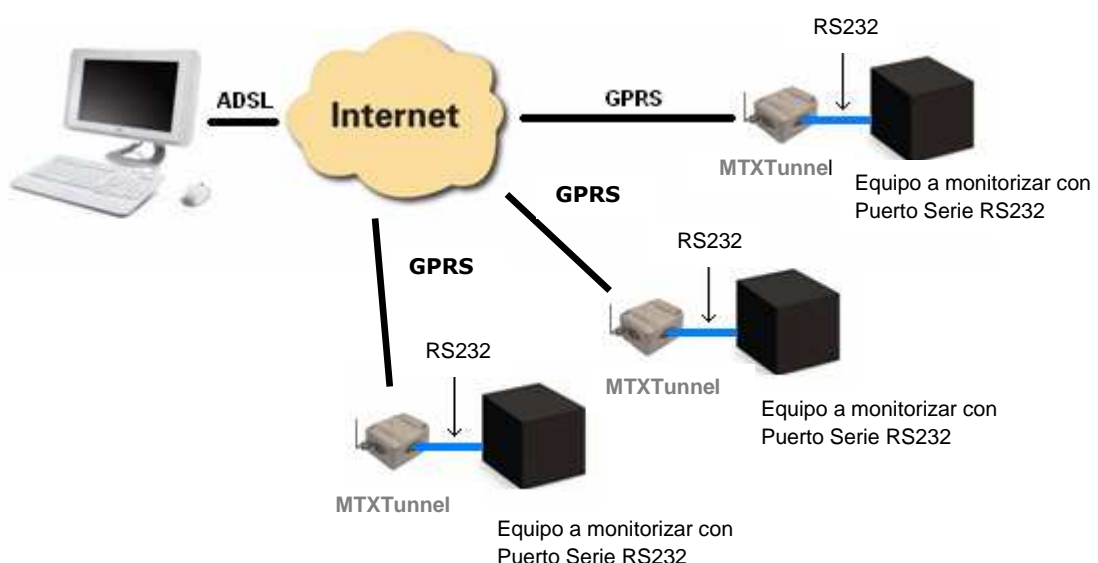 RS232
ADSL
Internet
GPRS
MTXTunnel
Equipo a monitorizar con
Puerto Serie RS232
GPRS
RS232
MTXTunnel
Equipo a monitorizar con
Puerto Serie RS232
GPRS
RS232
MTXTunnel
Equipo a monitorizar con
Puerto Serie RS232